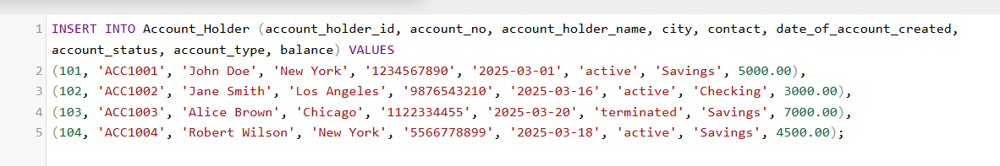 1 INSERT INTO Account_Holder (account_holder_id, account_no, account_holder_name, city, contact, date_of_account_created,
account_status, account_type, balance) VALUES
2 (101, 'ACC1001', 'John Doe', 'New York', '1234567890', '2025-03-01', 'active', 'Savings', 5000.00),
3 (102, 'ACC1002', 'Jane Smith', 'Los Angeles', '9876543210', '2025-03-16', 'active', 'Checking', 3000.00),
4 (103, 'ACC1003', 'Alice Brown', 'Chicago', '1122334455', '2025-03-20', 'terminated', 'Savings', 7000.00),
5 (104, 'ACC1004', 'Robert Wilson', 'New York', '5566778899', '2025-03-18', 'active', 'Savings', 4500.00);